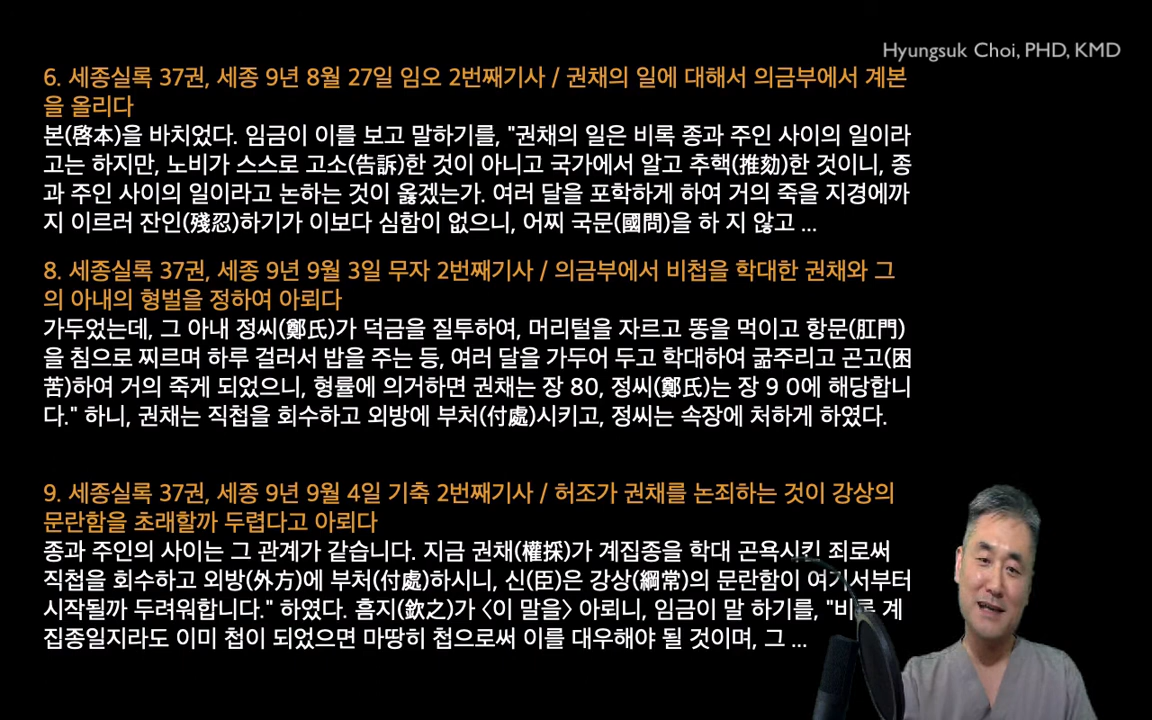 Hyungsuk Choi, PHD, KMD
6. 세종실록 37권, 세종 9년 8월 27일 임오 2번째기사 / 권채의 일에 대해서 의금부에서 계본
을 올리다
본(啓本)을 바치었다. 임금이 이를 보고 말하기를, "권채의 일은 비록 종과 주인 사이의 일이라
고는 하지만, 노비가 스스로 고소(告訴)한 것이 아니고 국가에서 알고 추핵(推劾)한 것이니, 종
과 주인 사이의 일이라고 논하는 것이 옳겠는가. 여러 달을 포학하게 하여 거의 죽을 지경에까
지 이르러 잔인(殘忍)하기가 이보다 심함이 없으니, 어찌 국문(國問)을 하 지 않고 ...
8. 세종실록 37권, 세종 9년 9월 3일 무자 2번째기사 / 의금부에서 비첩을 학대한 권채와 그
의 아내의 형벌을 정하여 아뢰다
가두었는데, 그 아내 정씨(鄭氏)가 덕금을 질투하여, 머리털을 자르고 똥을 먹이고 항문(肛門)
을 침으로 찌르며 하루 걸러서 밥을 주는 등, 여러 달을 가두어 두고 학대하여 굶주리고 곤고(困
苦)하여 거의 죽게 되었으니, 형률에 의거하면 권채는 장 80, 정씨(鄭氏)는 장 9 0에 해당합니
다." 하니, 권채는 직첩을 회수하고 외방에 부처(付處)시키고, 정씨는 속장에 처하게 하였다.
9. 세종실록 37권, 세종 9년 9월 4일 기축 2번째기사 / 허조가 권채를 논죄하는 것이 강상의
문란함을 초래할까 두렵다고 아뢰다
종과 주인의 사이는 그 관계가 같습니다. 지금 권채(權採)가 계집종을 학대 곤욕시킨 죄로써
직첩을 회수하고 외방(外方)에 부처(付處)하시니, 신(臣)은 강상(綱常)의 문란함이 여기서부터
시작될까 두려워합니다." 하였다. 흠지(欽之)가 〈이 말을〉 아뢰니, 임금이 말 하기를, "비록 계
집종일지라도 이미 첩이 되었으면 마땅히 첩으로써 이를 대우해야 될 것이며, 그 ...